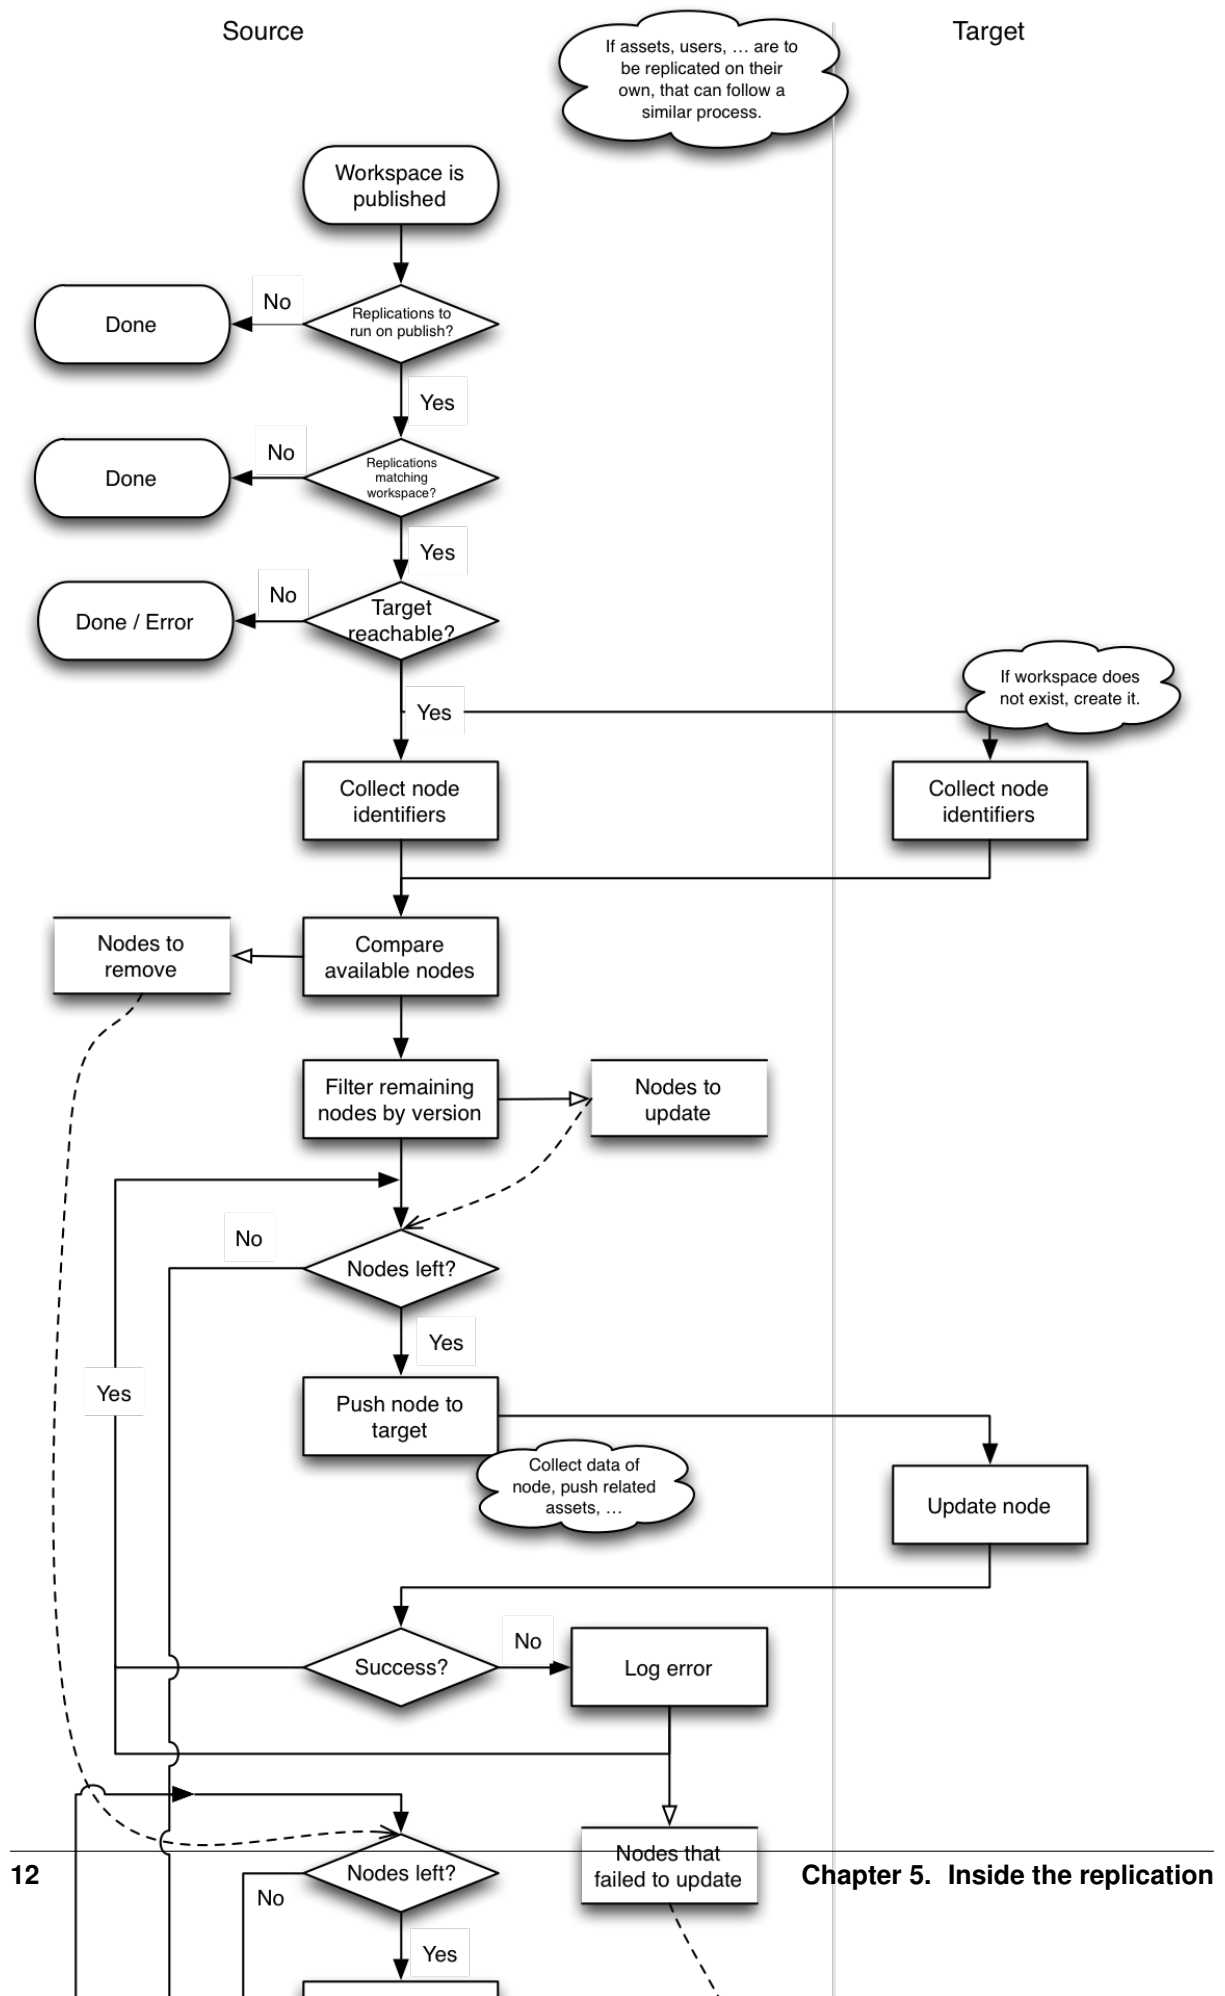 Source
Target
If assets, users, … are to
be replicated on their
own, that can follow a
similar process.
Workspace is
published
No
Done
Replications to
run on publish?
Yes
No
Done
Replications
matching
workspace?
Yes
No
Done / Error
Target
reachable?
Yes
If workspace does
not exist, create it.
Collect node
identifiers
Collect node
identifiers
Nodes to
remove
Compare
available nodes
Filter remaining
nodes by version
Nodes to
update
No
Nodes left?
Yes
Yes
Push node to
target
Collect data of
node, push related
assets, …
Update node
Success?
No
Log error
Nodes left?
No
Yes
Nodes that
failed to update
12
Chapter 5. Inside the replication